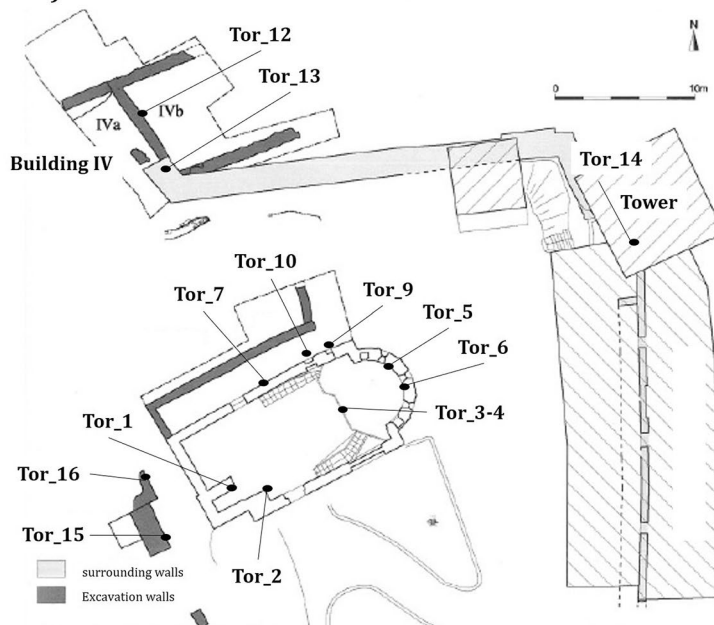 Tor_12
N
Tor_13
IVa
IVb
0
10m
Building IV
Tor_14
Tower
Tor_10
Tor_7
Tor_9
Tor_5
Tor_6
Tor_3-4
Tor_1
Tor_16
Tor_15
Tor_2
surrounding walls
Excavation walls